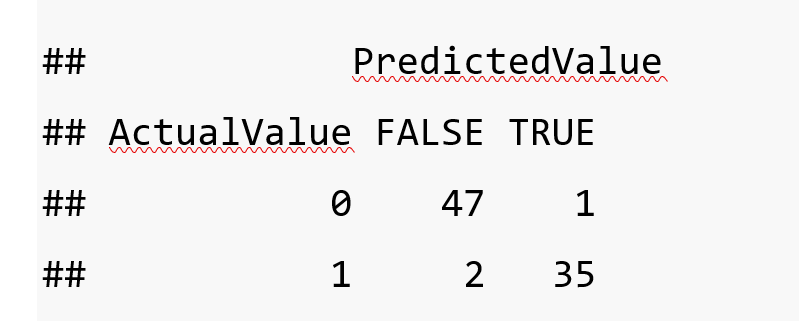 ##            PredictedValue
## ActualValue FALSE TRUE
##           0    47    1
##           1     2   35